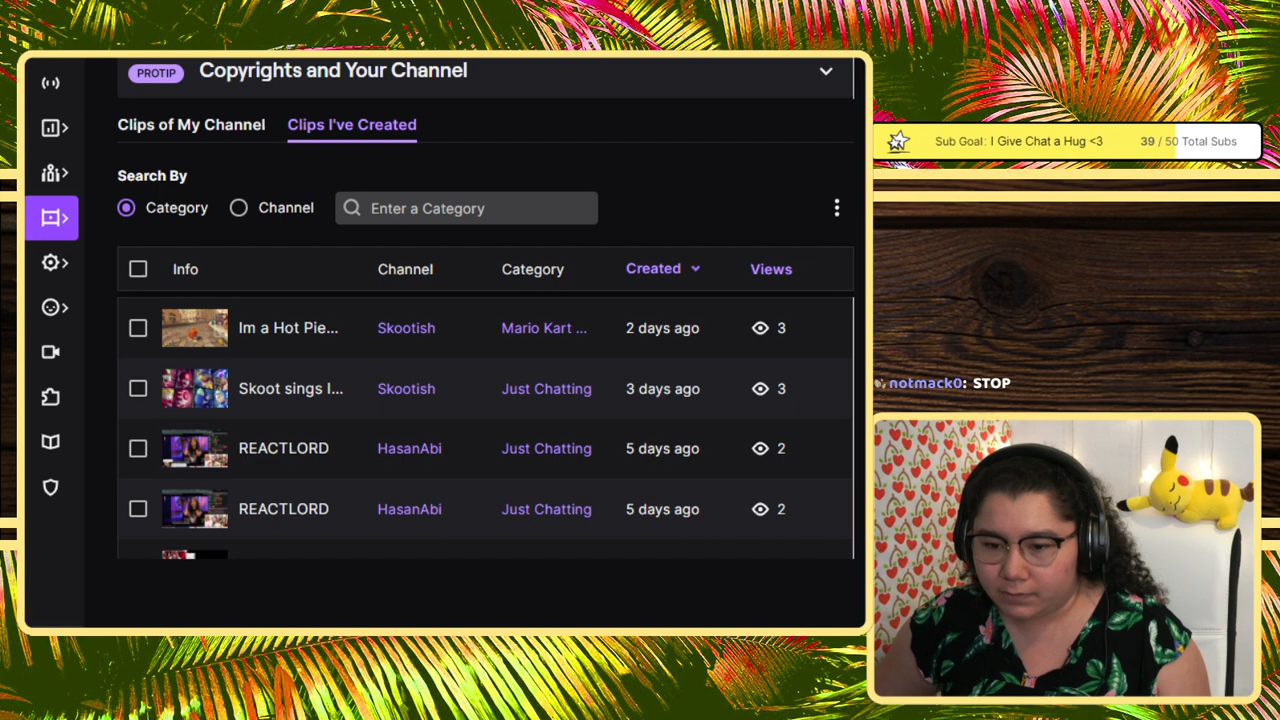 PROTIP Copyrights and Your Channel
Clips of My Channel Clips I've Created
Search By
Category Channel Enter a Category
Info Channel Category Created Views
Im a Hot Pie... Skootish Mario Kart ... 2 days ago 3
Skoot sings I... Skootish Just Chatting 3 days ago 3
REACTLORD HasanAbi Just Chatting 5 days ago 2
REACTLORD HasanAbi Just Chatting 5 days ago 2
Sub Goal: I Give Chat a Hug <3 39 / 50 Total Subs
notmack0: STOP